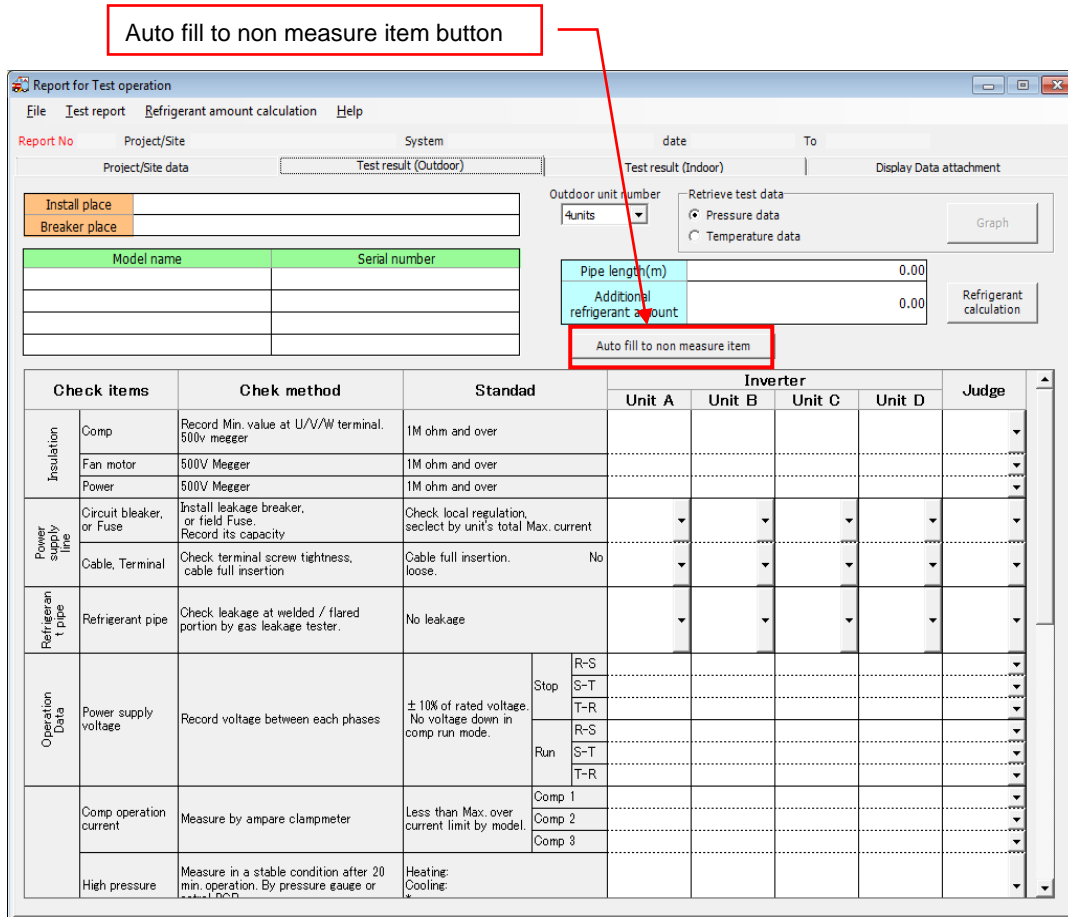 Auto fill to non measure item button
Report for Test operation
File Test report Refrigerant amount calculation Help
Report No Project/Site System date To
Project/Site data Test result (Outdoor) Test result (Indoor) Display Data attachment
Install place
Breaker place
Outdoor unit number
4units
Retrieve test data
Pressure data
Temperature data
Graph
Model name Serial number
Pipe length(m) 0.00
Additional
refrigerant amount
0.00
Refrigerant
calculation
Auto fill to non measure item
Check items Chek method Standad Inverter Judge
Unit A Unit B Unit C Unit D
Insulation
Comp
Record Min. value at U/V/W terminal.
500v megger
1M ohm and over
Fan motor 500V Megger 1M ohm and over
Power 500V Megger 1M ohm and over
Power
supply
line
Circuit bleaker,
or Fuse
Install leakage breaker,
or field Fuse.
Record its capacity
Check local regulation,
seclect by unit's total Max. current
Cable, Terminal
Check terminal screw tightness,
cable full insertion
Cable full insertion. No
loose.
Refrigeran
t pipe
Refrigerant pipe
Check leakage at welded / flared
portion by gas leakage tester.
No leakage
Operation
Data
Power supply
voltage
Record voltage between each phases
± 10% of rated voltage.
No voltage down in
comp run mode.
Stop
R-S
S-T
T-R
Run
R-S
S-T
T-R
Comp operation
current
Measure by ampare clampmeter
Less than Max. over
current limit by model.
Comp 1
Comp 2
Comp 3
High pressure
Measure in a stable condition after 20
min. operation. By pressure gauge or
Heating:
Cooling: